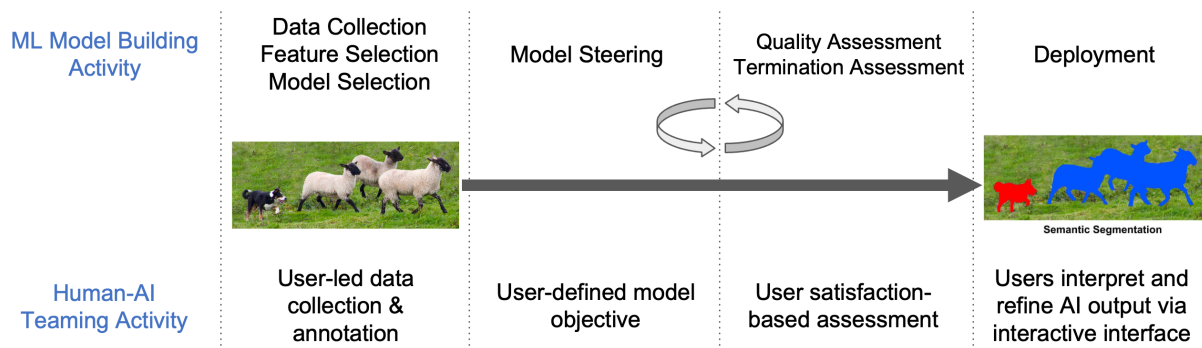 ML Model Building
Activity
Data Collection
Feature Selection
Model Selection
Model Steering
Quality Assessment
Termination Assessment
Deployment
Semantic Segmentation
Human-AI
Teaming Activity
User-led data
collection &
annotation
User-defined model
objective
User satisfaction-
based assessment
Users interpret and
refine AI output via
interactive interface